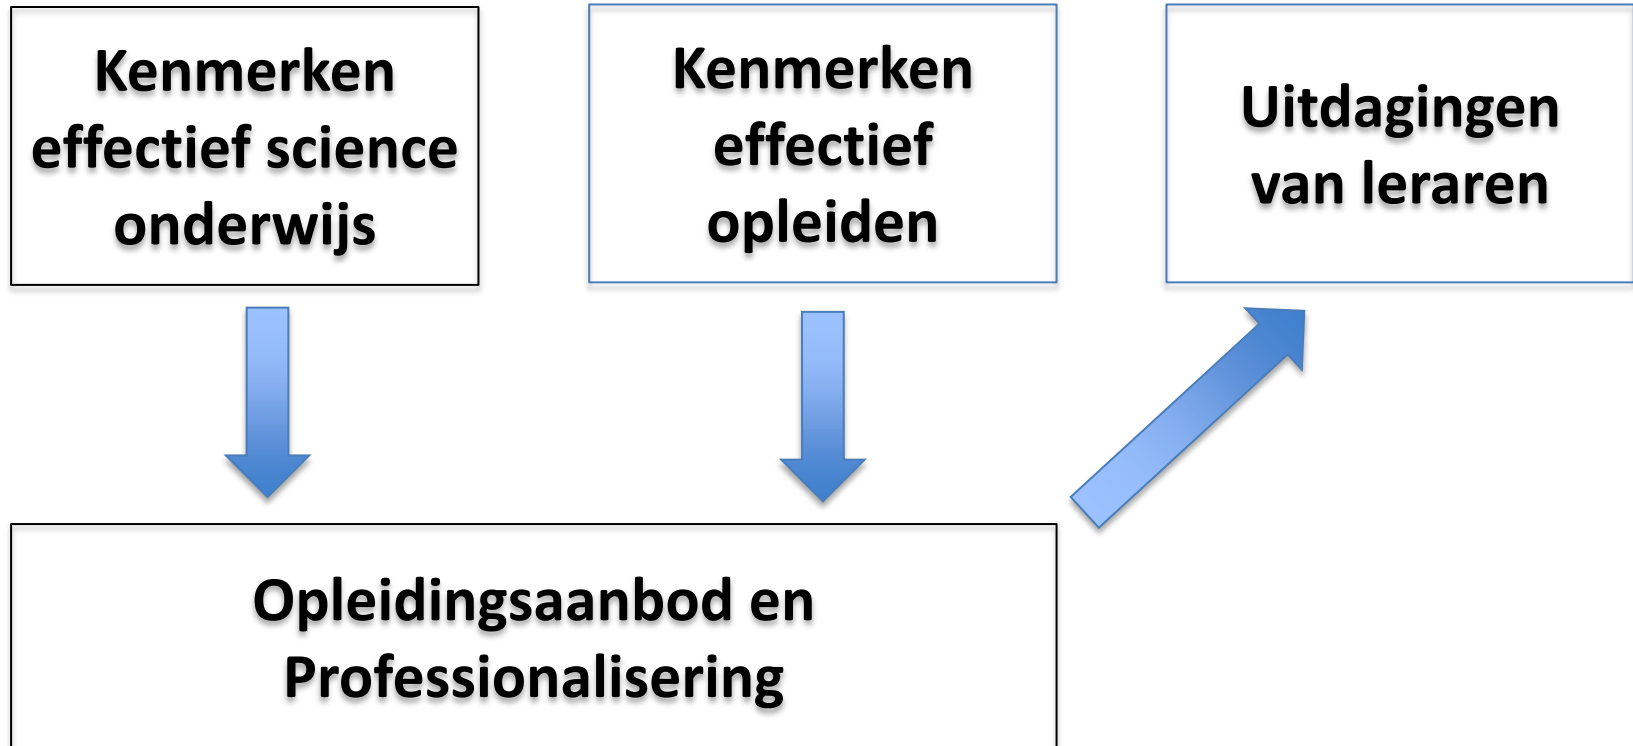 Kenmerken
effectief science
onderwijs
Kenmerken
effectief
opleiden
Uitdagingen
van leraren
Opleidingsaanbod en
Professionalisering